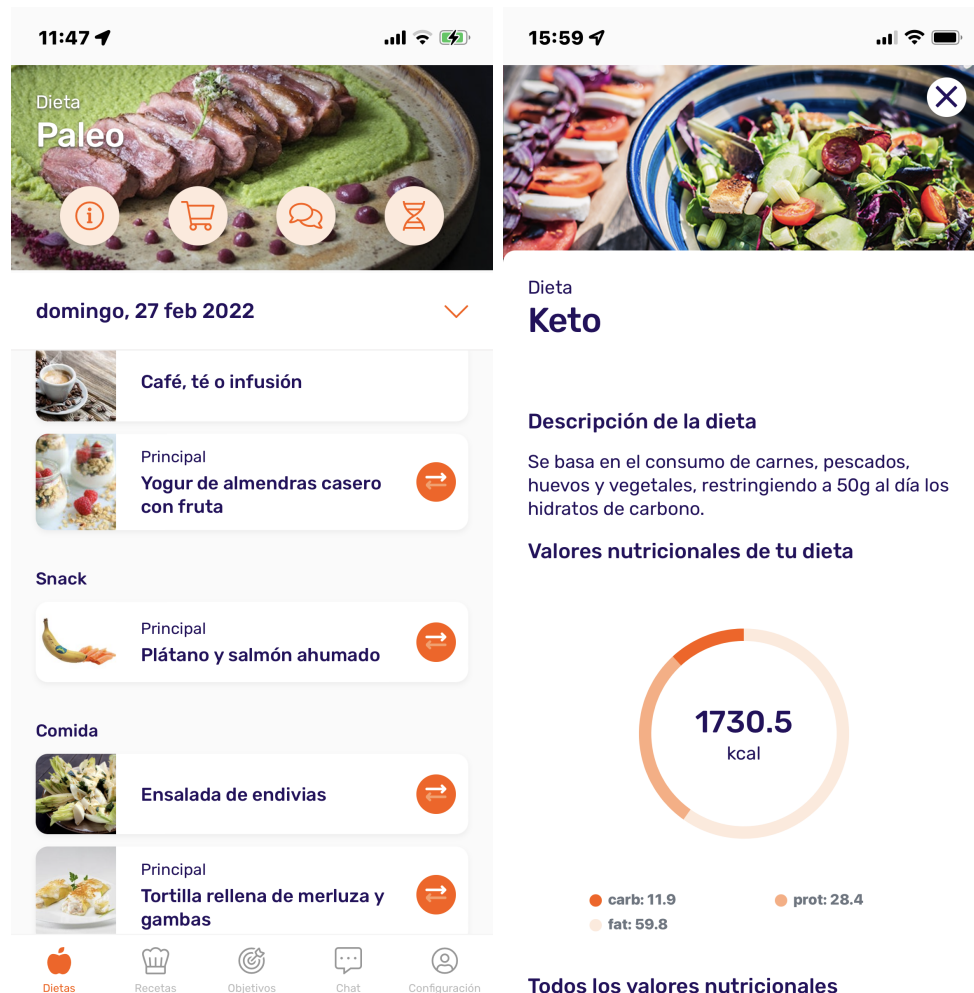 11:47
Dieta
Paleo
domingo, 27 feb 2022
Café, té o infusión
Principal
Yogur de almendras casero
con fruta
Snack
Principal
Plátano y salmón ahumado
Comida
Ensalada de endivias
Principal
Tortilla rellena de merluza y
gambas
Dietas
Recetas
Objetivos
Chat
Configuración
15:59
Dieta
Keto
Descripción de la dieta
Se basa en el consumo de carnes, pescados,
huevos y vegetales, restringiendo a 50g al día los
hidratos de carbono.
Valores nutricionales de tu dieta
1730.5
kcal
carb: 11.9
prot: 28.4
fat: 59.8
Todos los valores nutricionales